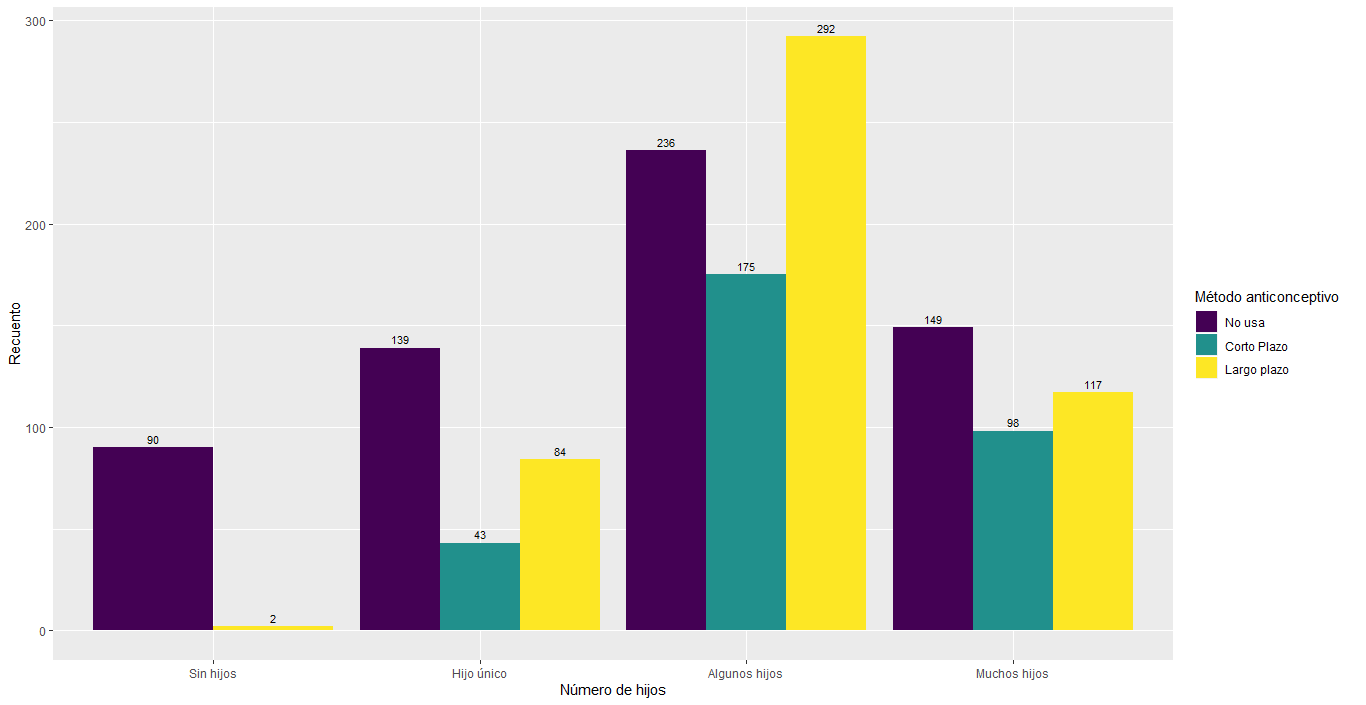 300
200
100
0
Recuento
90
2
139
43
84
236
175
292
149
98
117
Sin hijos
Hijo único
Algunos hijos
Muchos hijos
Número de hijos
Método anticonceptivo
No usa
Corto Plazo
Largo plazo